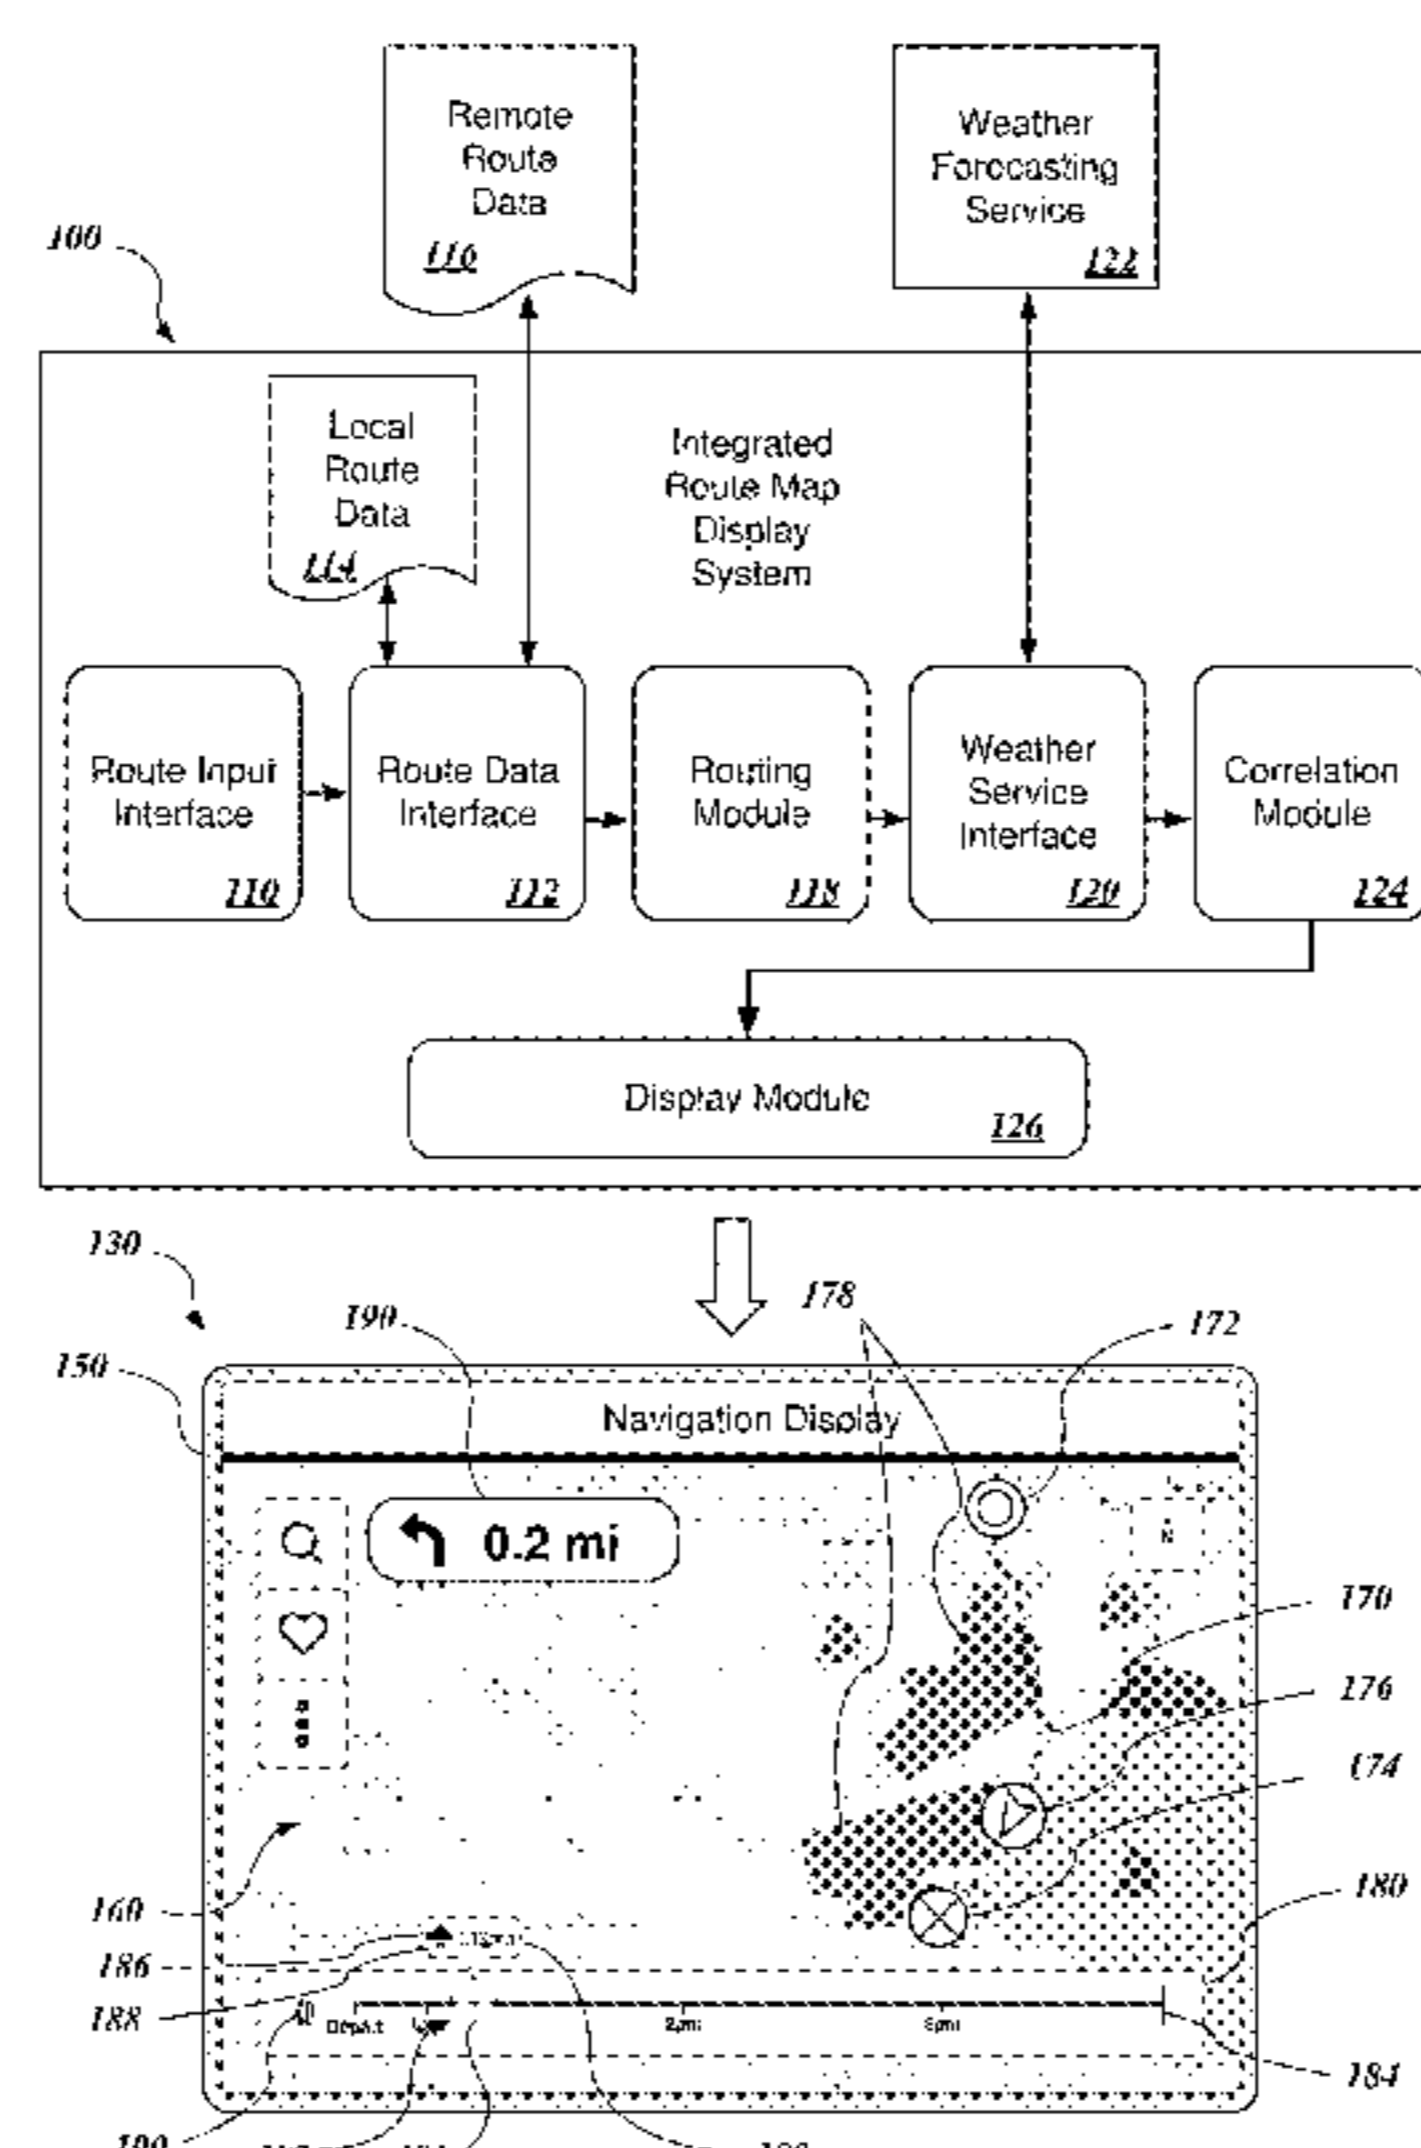 Remote
Route
Data
116
Weather
Forecasting
Service
122
100
Local
Route
Data
114
Integrated
Route Map
Display
System
Route Input
Interface
110
Route Data
Interface
112
Routing
Module
118
Weather
Service
Interface
120
Correlation
Module
124
Display Module
126
130
190
178
172
150
Navigation Display
0.2 mi
N
170
176
174
160
180
186
188
Depart
184